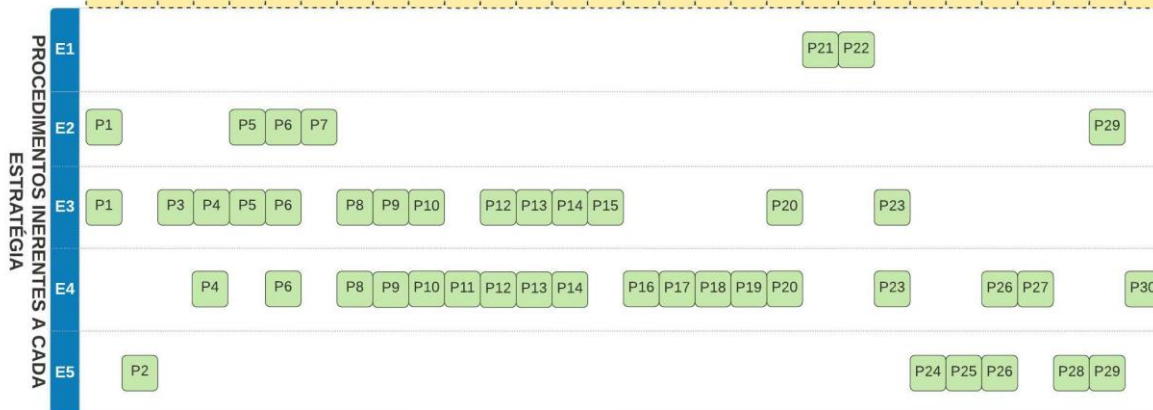 PROCEDIMENTOS INERENTES A CADA
ESTRATÉGIA
E1
P21 P22
E2
P1 P5 P6 P7 P29
E3
P1 P3 P4 P5 P6 P8 P9 P10 P12 P13 P14 P15 P20 P23
E4
P4 P6 P8 P9 P10 P11 P12 P13 P14 P16 P17 P18 P19 P20 P23 P26 P27 P30
E5
P2 P24 P25 P26 P28 P29